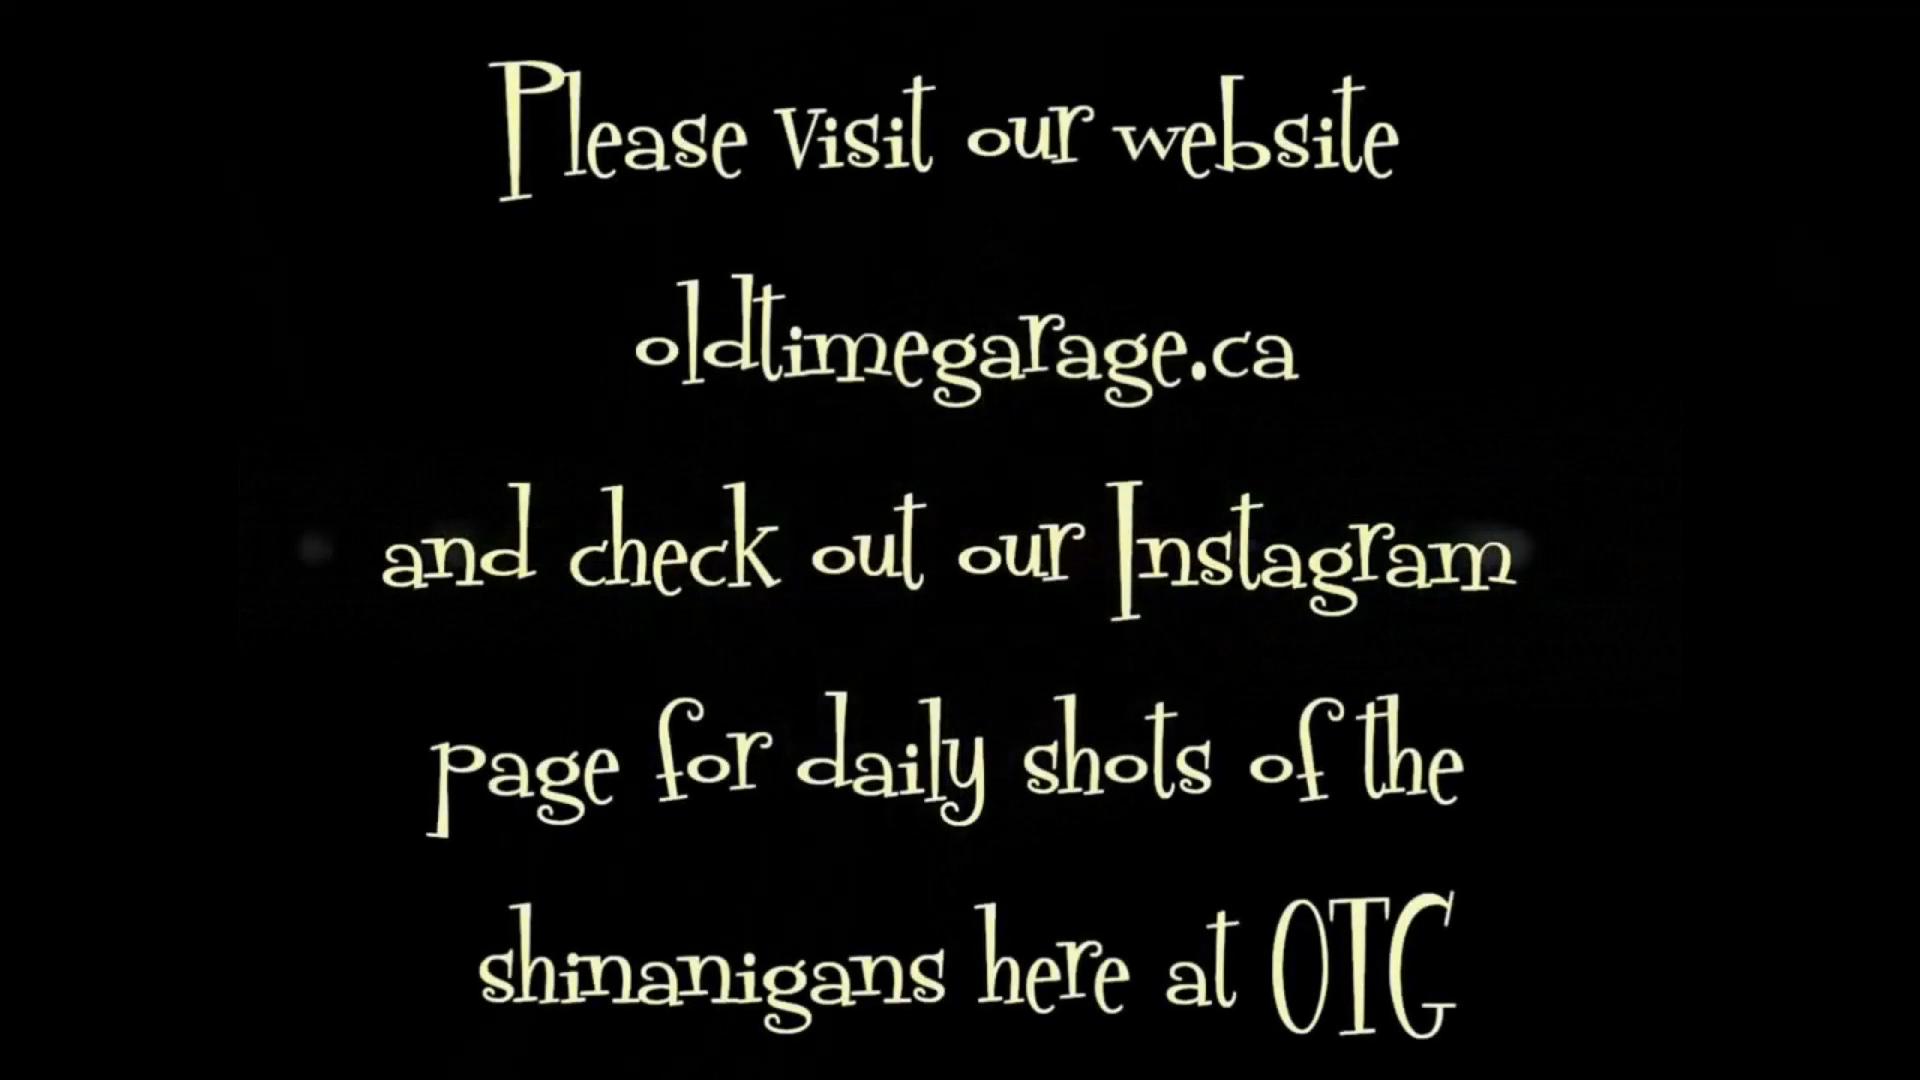 Please visit our website
oldtimegarage.ca
and check out our Instagram
page for daily shots of the
shinanigans here at OTG